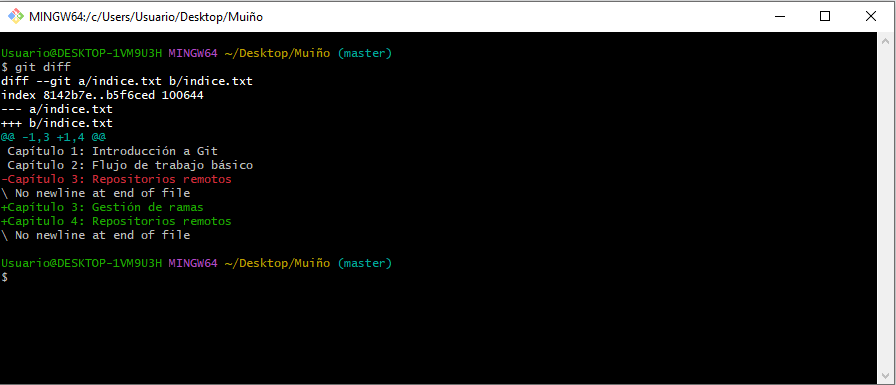 MINGW64:/c/Users/Usuario/Desktop/Muiño
Usuario@DESKTOP-1VM9U3H MINGW64 ~/Desktop/Muiño (master)
$ git diff
diff --git a/indice.txt b/indice.txt
index 8142b7e..b5f6ced 100644
--- a/indice.txt
+++ b/indice.txt
@@ -1,3 +1,4 @@
 Capítulo 1: Introducción a Git
 Capítulo 2: Flujo de trabajo básico
-Capítulo 3: Repositorios remotos
\ No newline at end of file
+Capítulo 3: Gestión de ramas
+Capítulo 4: Repositorios remotos
\ No newline at end of file
Usuario@DESKTOP-1VM9U3H MINGW64 ~/Desktop/Muiño (master)
$